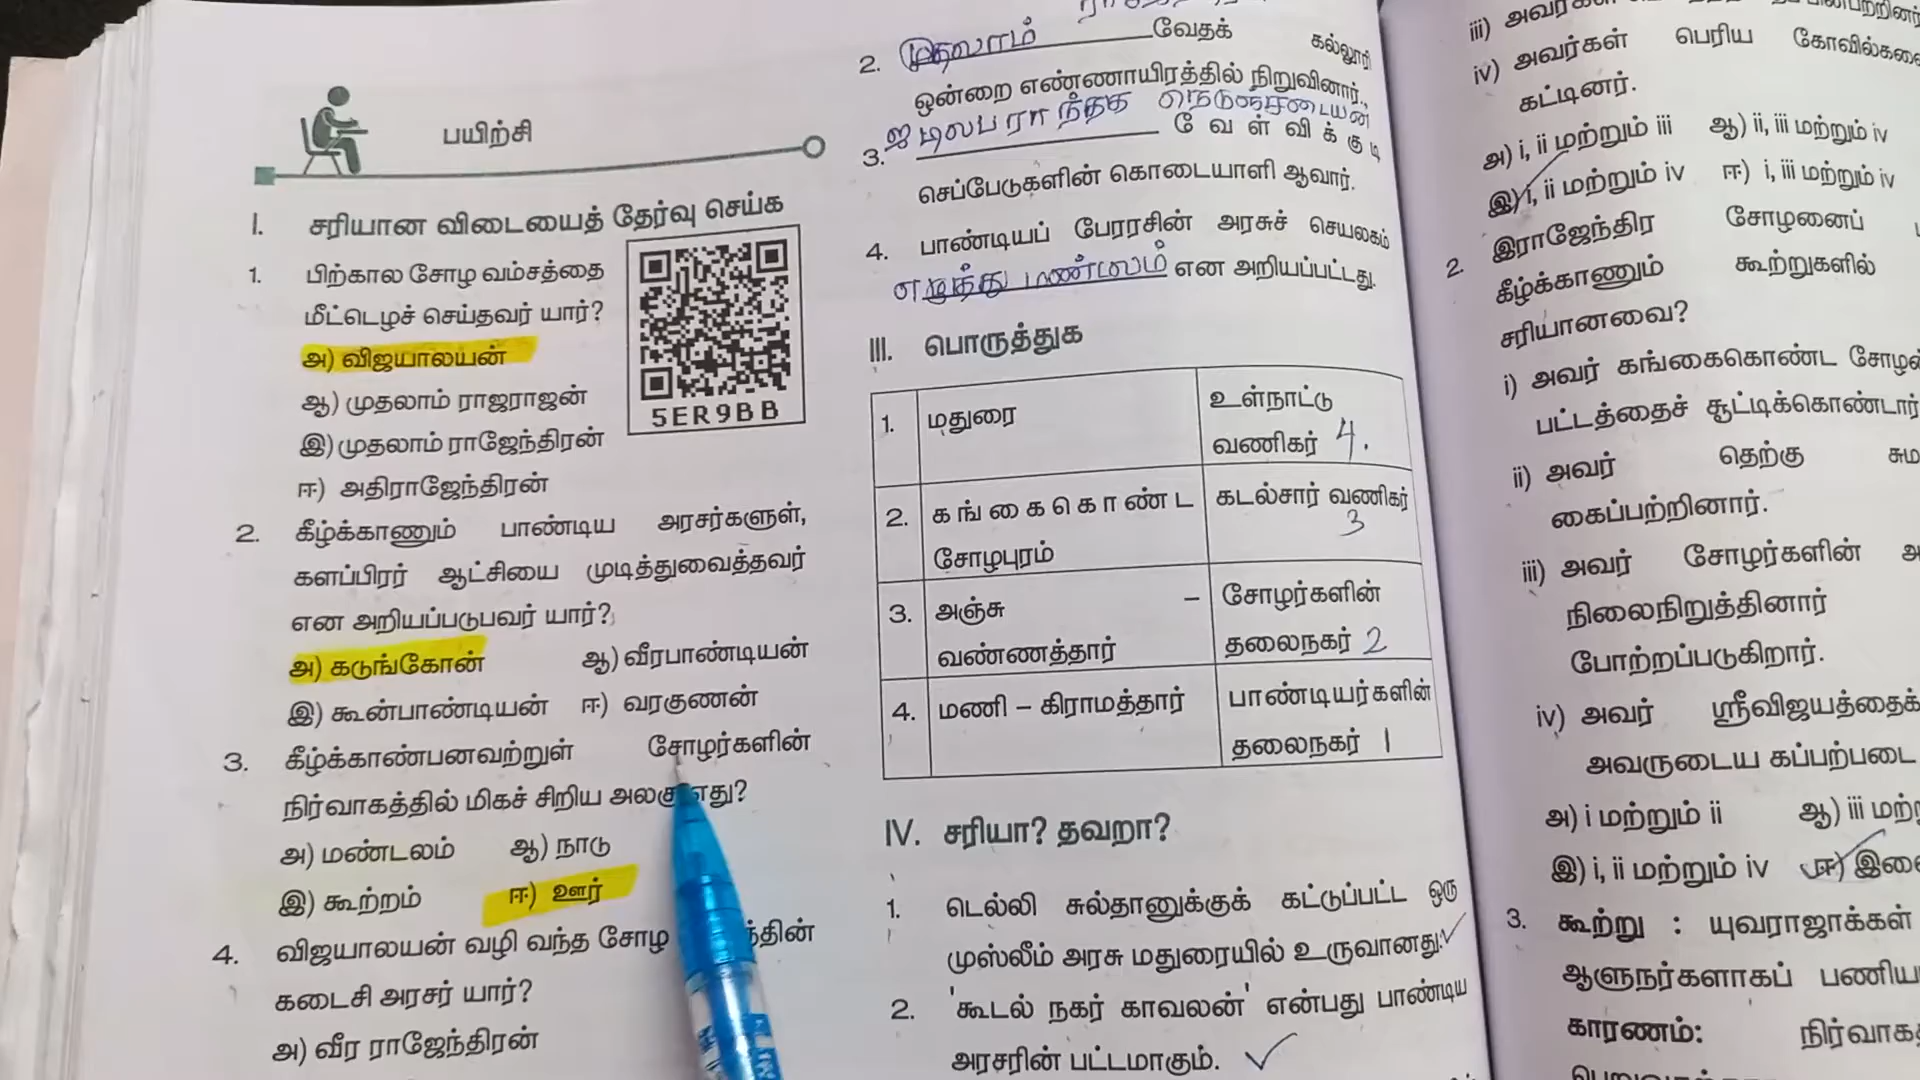 பயிற்சி
I. சரியான விடையைத் தேர்வு செய்க
1. பிற்கால சோழ வம்சத்தை
மீட்டெழச் செய்தவர் யார்?
அ) விஜயாலயன்
ஆ) முதலாம் ராஜராஜன்
இ) முதலாம் ராஜேந்திரன்
ஈ) அதிராஜேந்திரன்
5ER9BB
2. கீழ்க்காணும் பாண்டிய அரசர்களுள்,
களப்பிரர் ஆட்சியை முடித்துவைத்தவர்
என அறியப்படுபவர் யார்?
அ) கடுங்கோன் ஆ) வீரபாண்டியன்
இ) கூன்பாண்டியன் ஈ) வரகுணன்
3. கீழ்க்காண்பனவற்றுள் சோழர்களின்
நிர்வாகத்தில் மிகச் சிறிய அலகு எது?
அ) மண்டலம் ஆ) நாடு
இ) கூற்றம் ஈ) ஊர்
4. விஜயாலயன் வழி வந்த சோழ
கடைசி அரசர் யார்?
அ) வீர ராஜேந்திரன்
2. முதலாம் வேதக் கல்லூரி
ஒன்றை எண்ணாயிரத்தில் நிறுவினார்.
3. ஜடிலபராந்தக நெடுஞ்சடையன் வேள்விக்குடி
செப்பேடுகளின் கொடையாளி ஆவார்.
4. பாண்டியப் பேரரசின் அரசுச் செயலகம்
எழுத்து மண்டலம் என அறியப்பட்டது.
III. பொருத்துக
1. மதுரை உள்நாட்டு
வணிகர் 4.
2. கங்கைகொண்ட கடல்சார் வணிகர்
சோழபுரம் 3
3. அஞ்சு – சோழர்களின்
வண்ணத்தார் தலைநகர் 2
4. மணி – கிராமத்தார் பாண்டியர்களின்
தலைநகர் 1
IV. சரியா? தவறா?
1. டெல்லி சுல்தானுக்குக் கட்டுப்பட்ட ஒரு
முஸ்லீம் அரசு மதுரையில் உருவானது.
2. 'கூடல் நகர் காவலன்' என்பது பாண்டிய
அரசரின் பட்டமாகும்.
iii)
iv) அவர்கள் பெரிய
கட்டினர்.
அ) i, ii மற்றும் iii ஆ) ii, iii மற்றும் iv
இ) i, ii மற்றும் iv ஈ) i, iii மற்றும் iv
2. இராஜேந்திர சோழனைப்
கீழ்க்காணும் கூற்றுகளில்
சரியானவை?
i) அவர் கங்கைகொண்ட
பட்டத்தைச் சூட்டிக்கொண்டார்
ii) அவர் தெற்கு
கைப்பற்றினார்.
iii) அவர் சோழர்களின்
நிலைநிறுத்தினார்
போற்றப்படுகிறார்.
iv) அவர் ஸ்ரீவிஜயத்தைக்
அவருடைய கப்பற்படை
அ) i மற்றும் ii ஆ) iii
இ) i, ii மற்றும் iv ஈ)
3. கூற்று : யுவராஜாக்கள்
ஆளுநர்களாகப்
காரணம்: